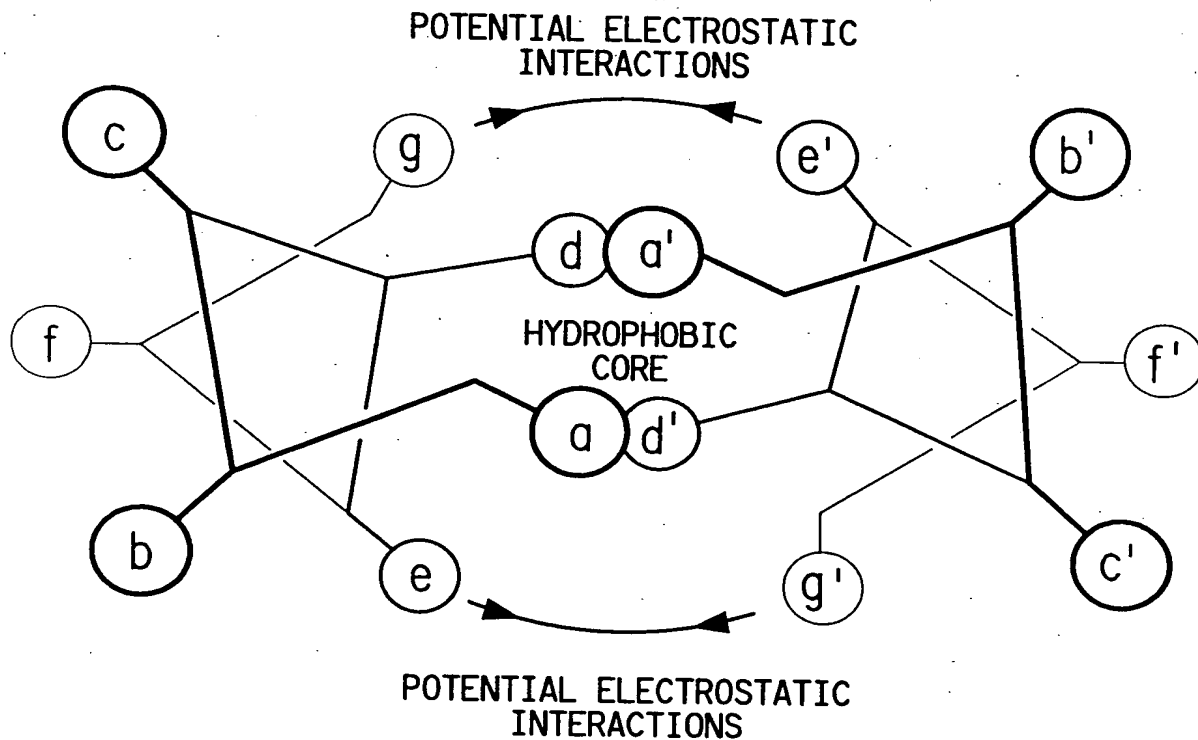 POTENTIAL ELECTROSTATIC
INTERACTIONS
c
g
e'
b'
d
a'
HYDROPHOBIC
CORE
f
f'
a
d'
b
e
g'
c'
POTENTIAL ELECTROSTATIC
INTERACTIONS